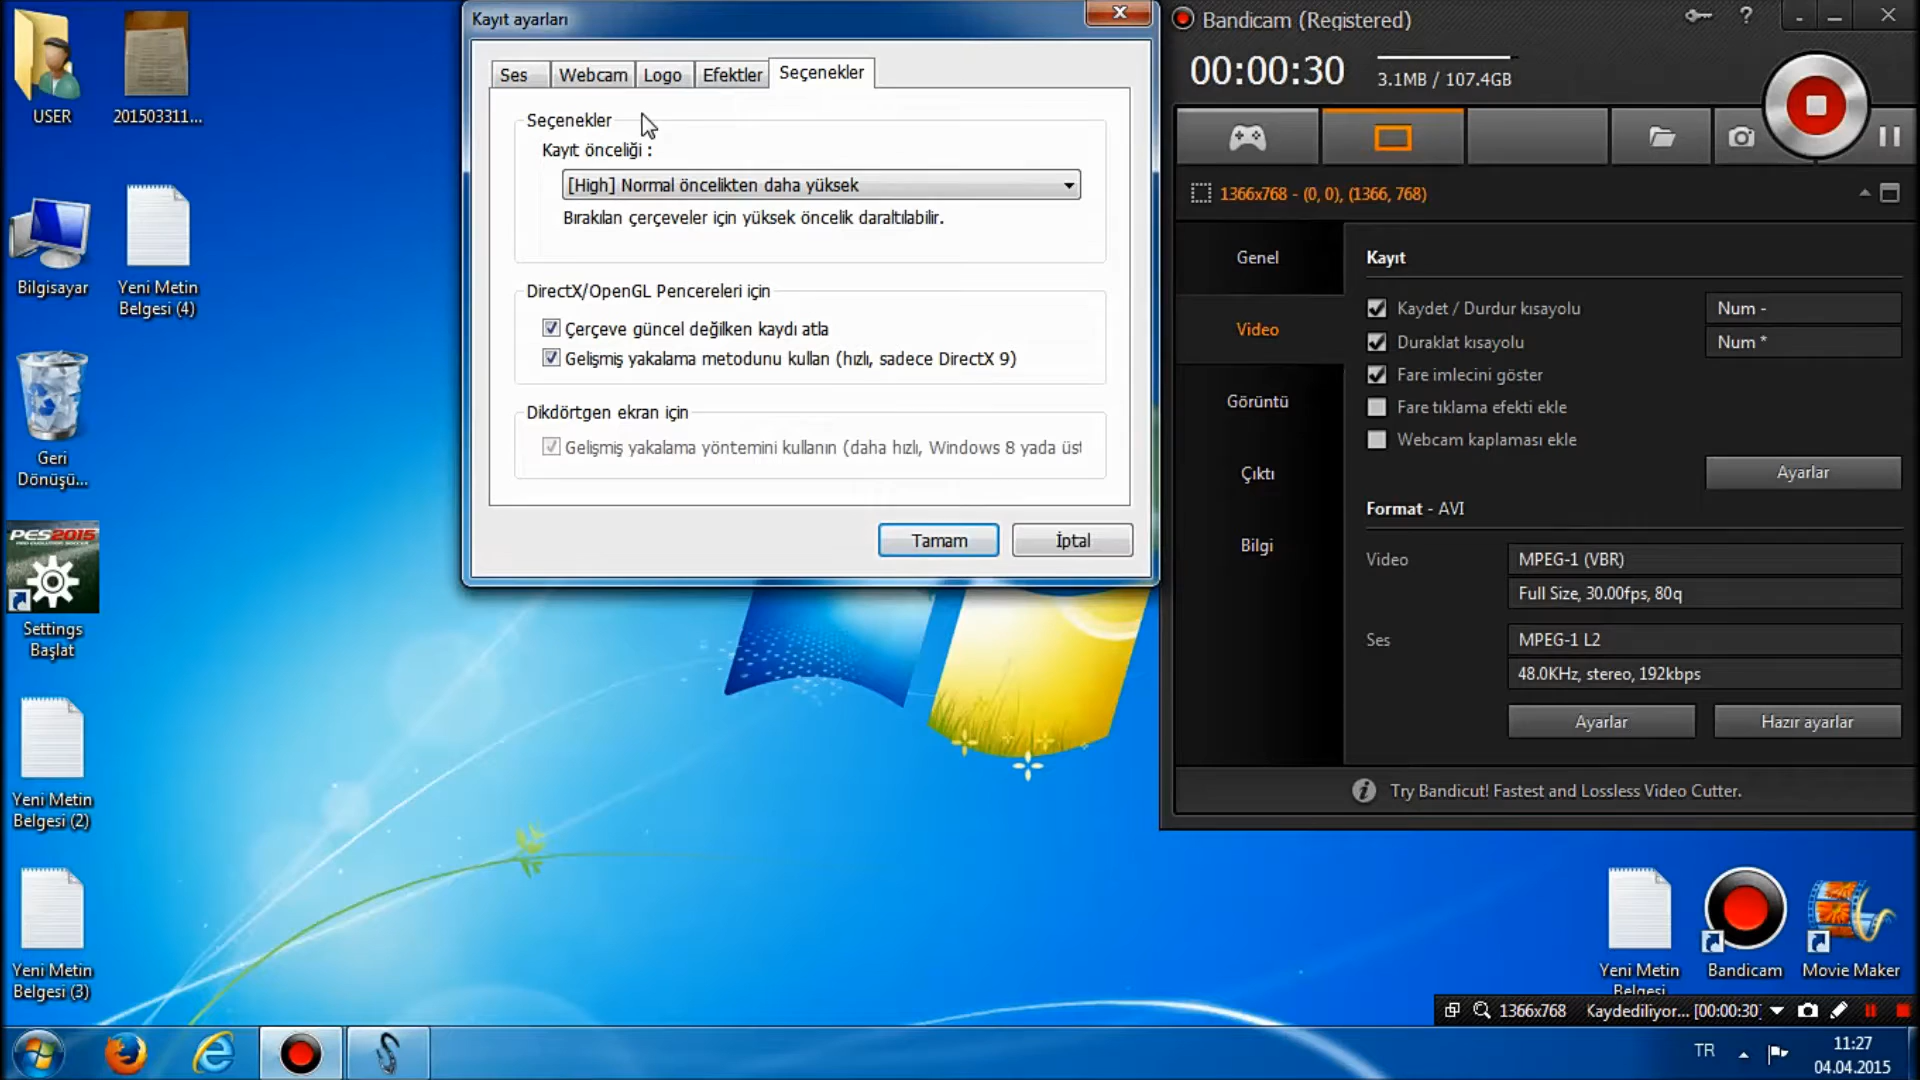 USER
201503311...
Bilgisayar
Yeni Metin
Belgesi (4)
Geri
Dönüşü...
PES2015
Settings
Başlat
Yeni Metin
Belgesi (2)
Yeni Metin
Belgesi (3)
Kayıt ayarları
Ses
Webcam
Logo
Efektler
Seçenekler
Seçenekler
Kayıt önceliği :
[High] Normal öncelikten daha yüksek
Bırakılan çerçeveler için yüksek öncelik daraltılabilir.
DirectX/OpenGL Pencereleri için
Çerçeve güncel değilken kaydı atla
Gelişmiş yakalama metodunu kullan (hızlı, sadece DirectX 9)
Dikdörtgen ekran için
Gelişmiş yakalama yöntemini kullanın (daha hızlı, Windows 8 yada üst
Tamam
İptal
Bandicam (Registered)
00:00:30
3.1MB / 107.4GB
1366x768 - (0, 0), (1366, 768)
Genel
Video
Görüntü
Çıktı
Bilgi
Kayıt
Kaydet / Durdur kısayolu
Num -
Duraklat kısayolu
Num *
Fare imlecini göster
Fare tıklama efekti ekle
Webcam kaplaması ekle
Ayarlar
Format - AVI
Video
MPEG-1 (VBR)
Full Size, 30.00fps, 80q
Ses
MPEG-1 L2
48.0KHz, stereo, 192kbps
Ayarlar
Hazır ayarlar
Try Bandicut! Fastest and Lossless Video Cutter.
Yeni Metin
Belgesi
Bandicam
Movie Maker
1366x768
Kaydediliyor... [00:00:30]
TR
11:27
04.04.2015